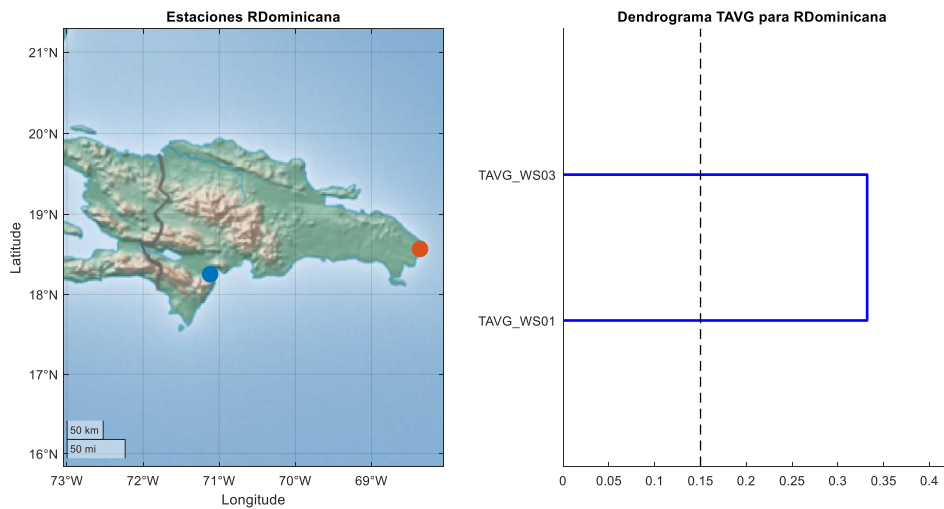 Estaciones RDominicana
21°N
20°N
19°N
18°N
17°N
16°N
Latitude
50 km
50 mi
73°W 72°W 71°W 70°W 69°W
Longitude
Dendrograma TAVG para RDominicana
TAVG_WS03
TAVG_WS01
0 0.05 0.1 0.15 0.2 0.25 0.3 0.35 0.4